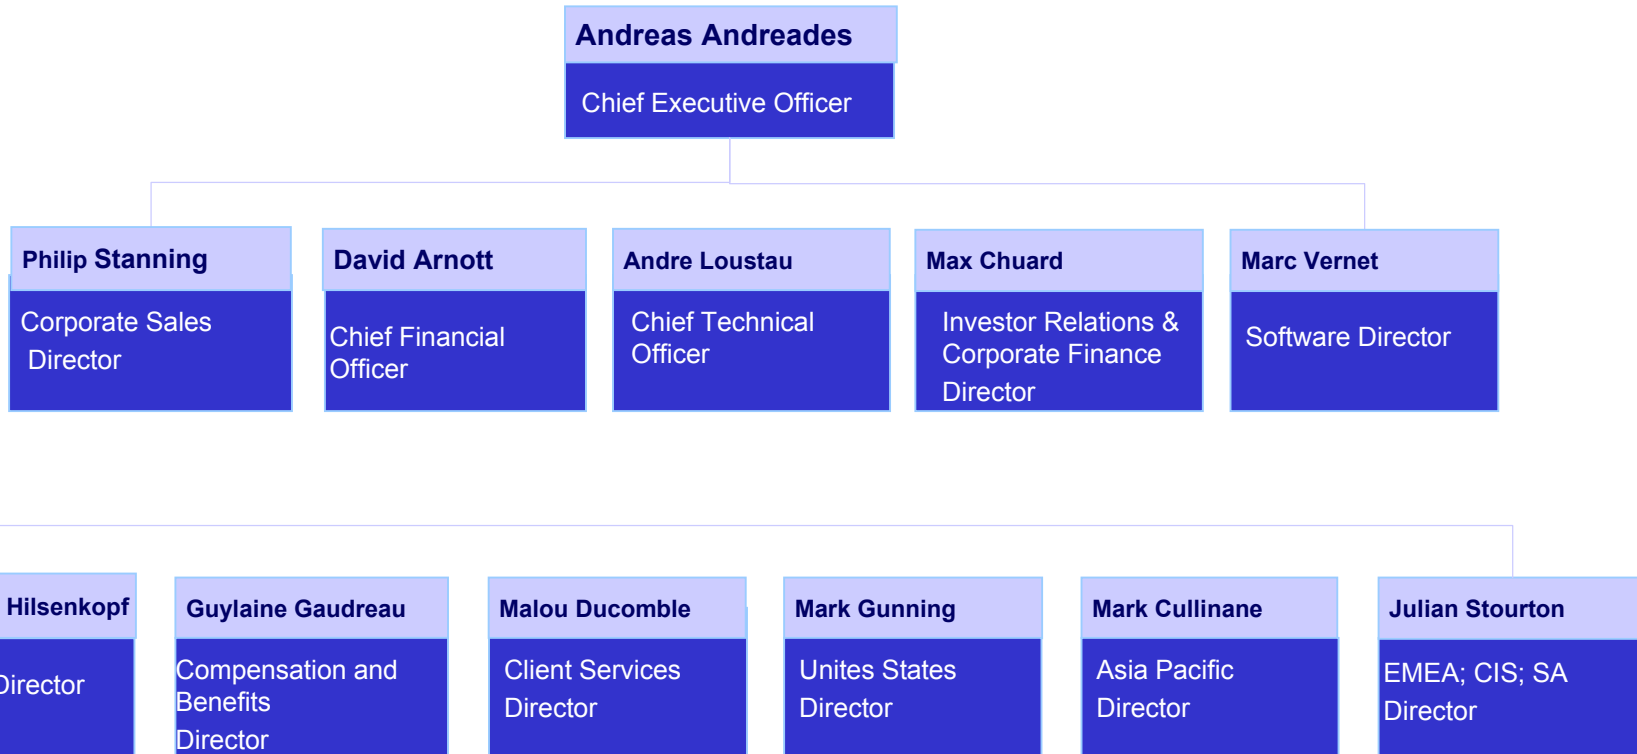 Andreas Andreades
Chief Executive Officer
Philip Stanning
Corporate Sales
Director
David Arnott
Chief Financial
Officer
Andre Loustau
Chief Technical
Officer
Max Chuard
Investor Relations &
Corporate Finance
Director
Marc Vernet
Software Director
Hilsenkopf
Director
Guylaine Gaudreau
Compensation and
Benefits
Director
Malou Ducomble
Client Services
Director
Mark Gunning
Unites States
Director
Mark Cullinane
Asia Pacific
Director
Julian Stourton
EMEA; CIS; SA
Director